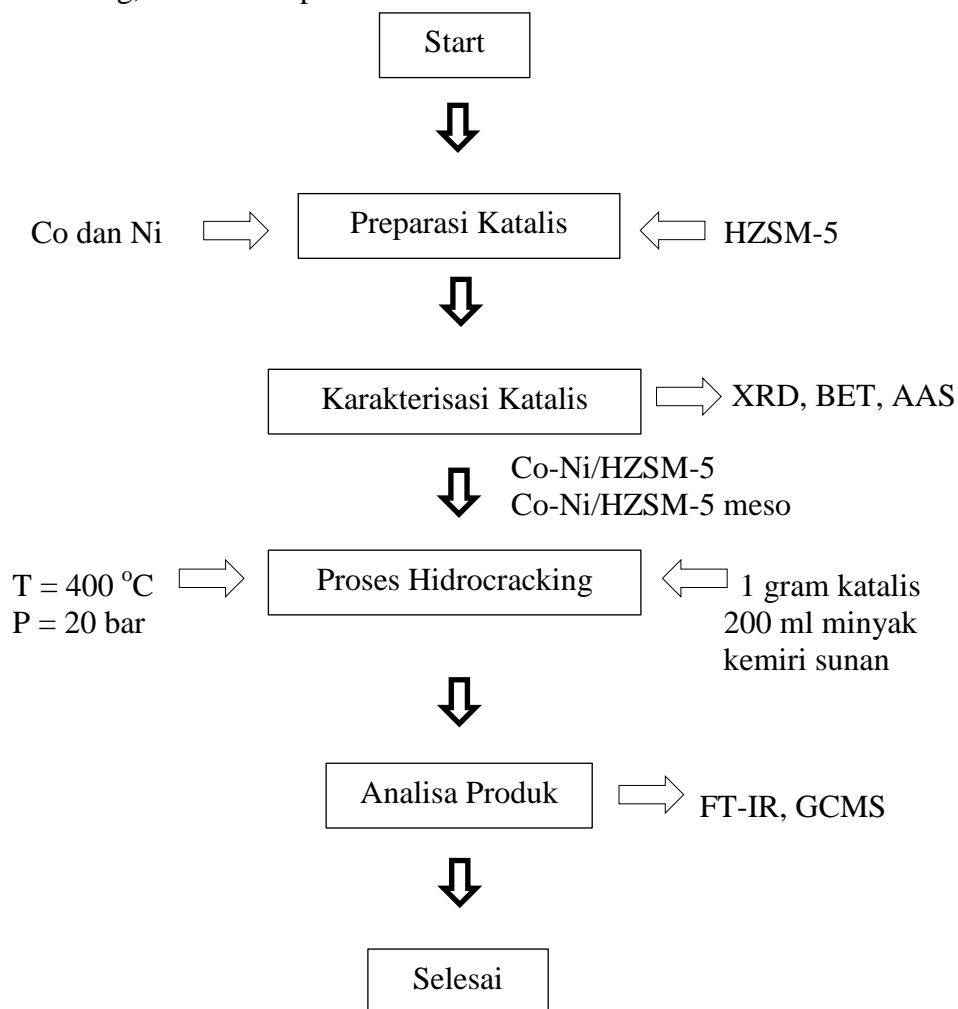 Start
Co dan Ni
Preparasi Katalis
HZSM-5
Karakterisasi Katalis
XRD, BET, AAS
Co-Ni/HZSM-5
Co-Ni/HZSM-5 meso
T = 400 °C
P = 20 bar
Proses Hidrocracking
1 gram katalis
200 ml minyak
kemiri sunan
Analisa Produk
FT-IR, GCMS
Selesai